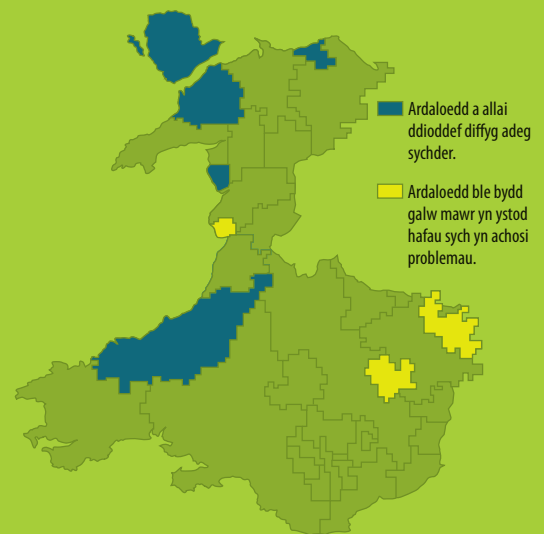 Ardaloedd a allai
ddioddef diffyg adeg
sychder.
Ardaloedd ble bydd
galw mawr yn ystod
hafau sych yn achosi
problemau.